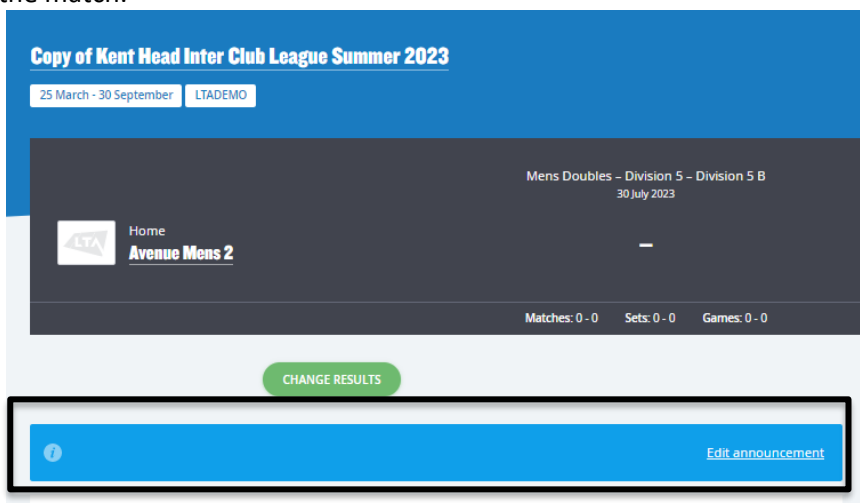 the match.
Copy of Kent Head Inter Club League Summer 2023
25 March - 30 September LTADEMO
Mens Doubles – Division 5 – Division 5 B
30 July 2023
LTA
Home
Avenue Mens 2
–
Matches: 0 - 0 Sets: 0 - 0 Games: 0 - 0
CHANGE RESULTS
i Edit announcement